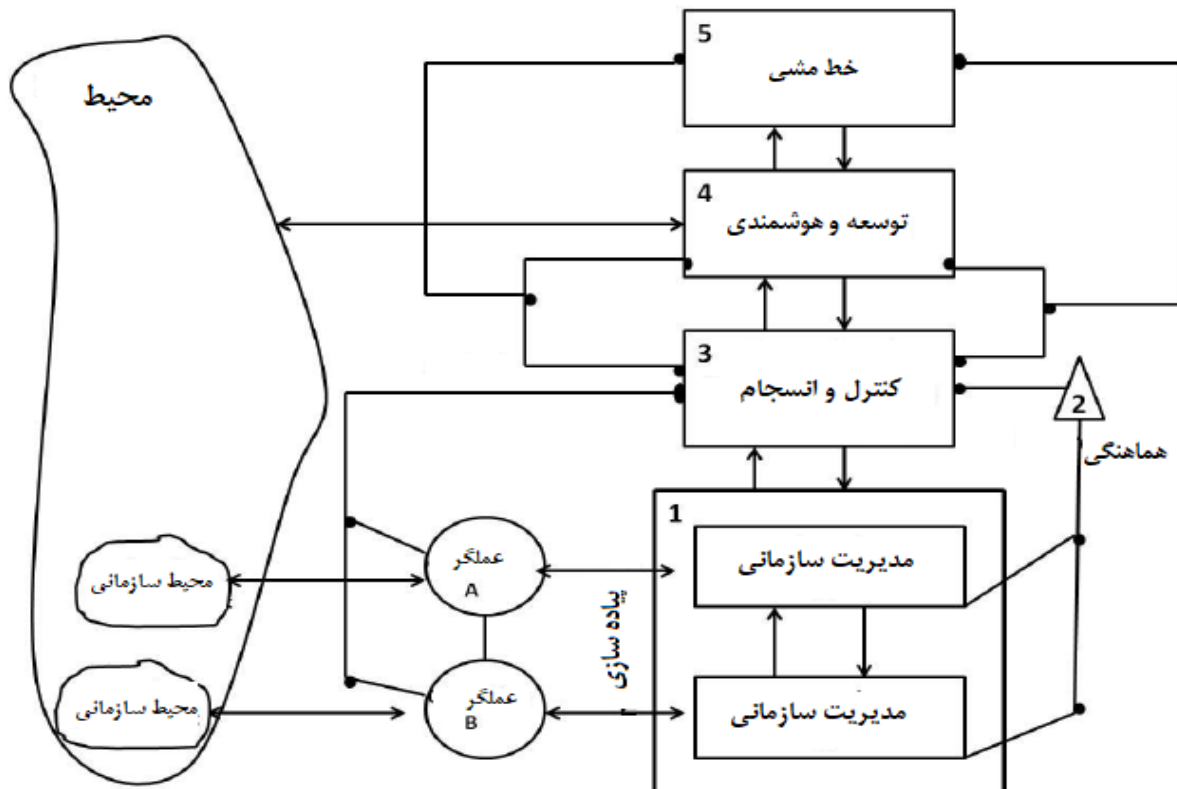 5
خط مشی
محیط
4
توسعه و هوشمندی
3
کنترل و انسجام
2
هماهنگی
1
مدیریت سازمانی
عملگر
A
محیط سازمانی
پیاده سازی
مدیریت سازمانی
عملگر
B
محیط سازمانی